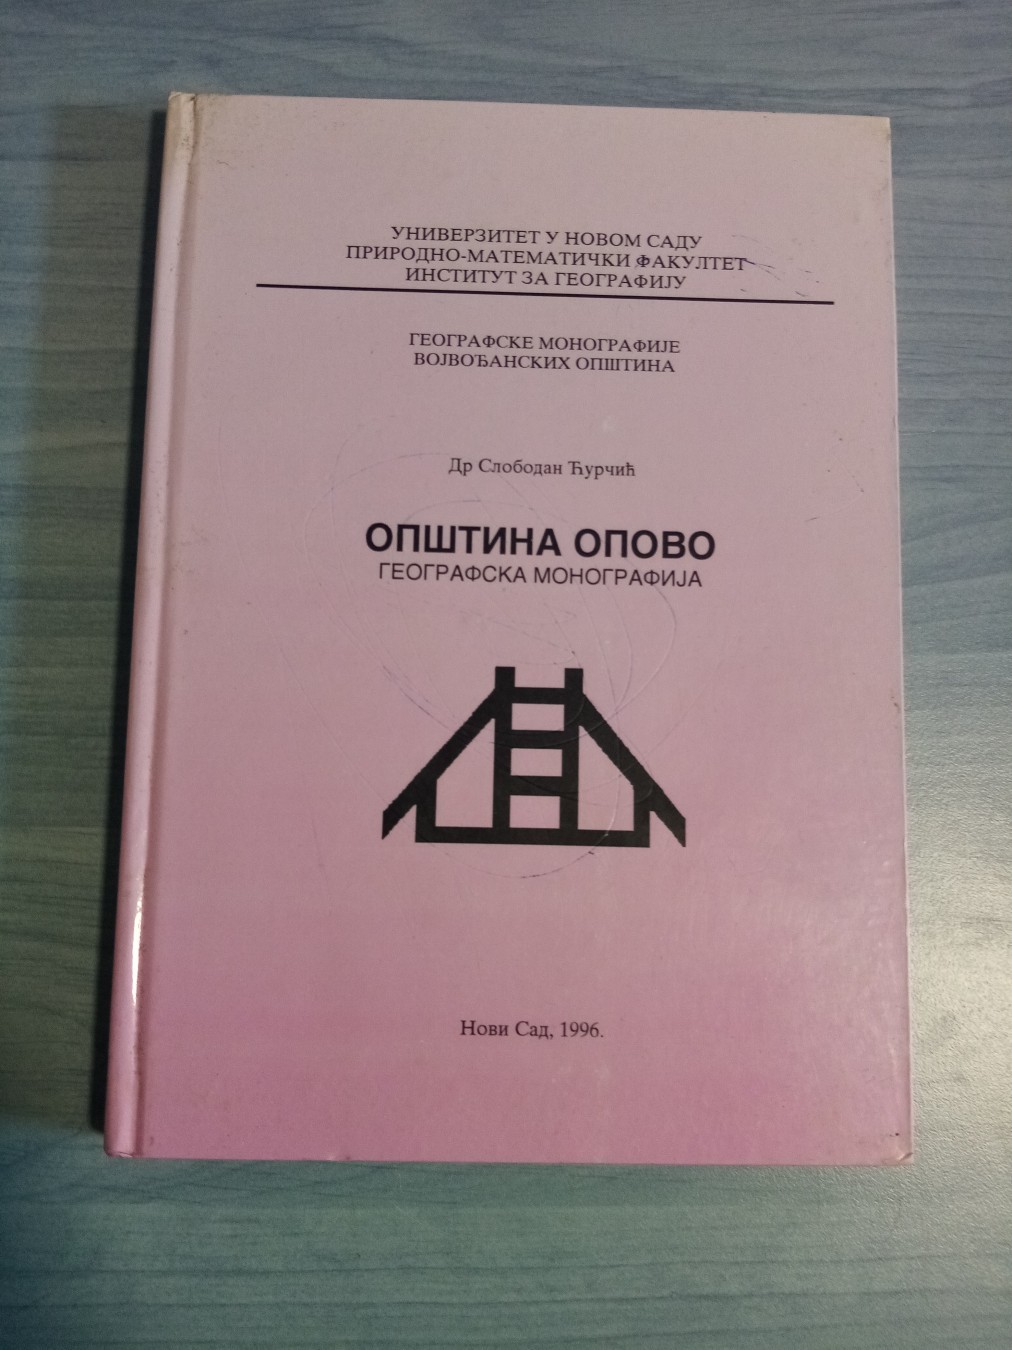 УНИВЕРЗИТЕТ У НОВОМ САДУ
ПРИРОДНО-МАТЕМАТИЧКИ ФАКУЛТЕТ
ИНСТИТУТ ЗА ГЕОГРАФИЈУ
ГЕОГРАФСКЕ МОНОГРАФИЈЕ
ВОЈВОЂАНСКИХ ОПШТИНА
Др Слободан Ћурчић
ОПШТИНА ОПОВО
ГЕОГРАФСКА МОНОГРАФИЈА
Нови Сад, 1996.